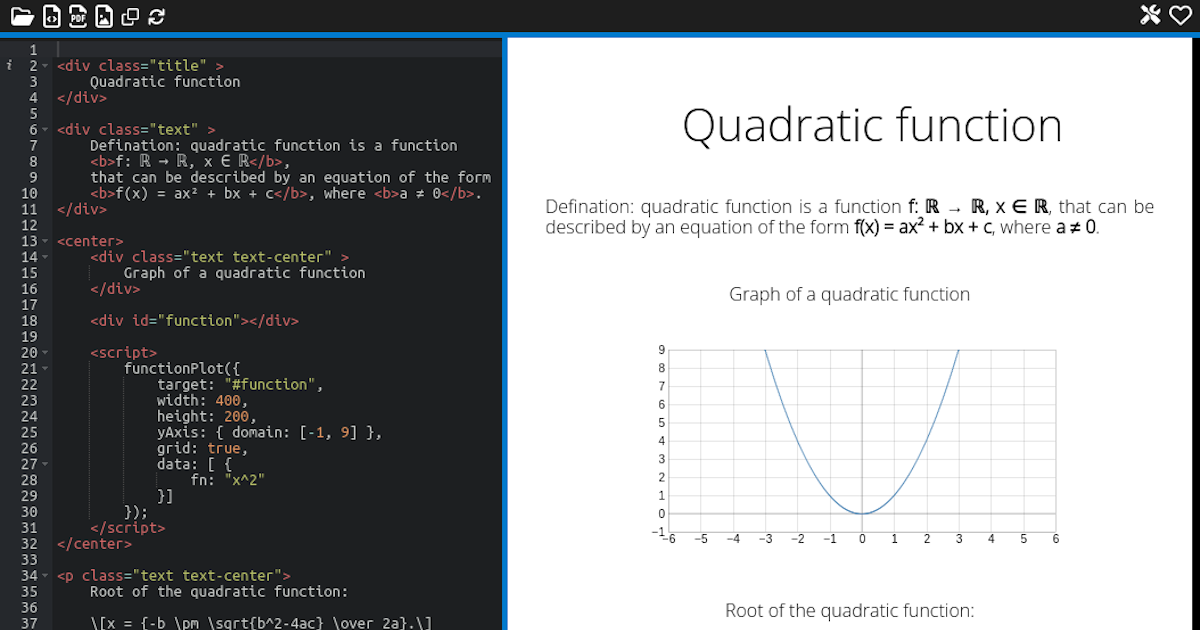 PDF
1
i 2 <div class="title" >
3 Quadratic function
4 </div>
5
6 <div class="text" >
7 Defination: quadratic function is a function
8 <b>f: ℝ → ℝ, x ∈ ℝ</b>,
9 that can be described by an equation of the form
10 <b>f(x) = ax² + bx + c</b>, where <b>a ≠ 0</b>.
11 </div>
12
13 <center>
14 <div class="text text-center" >
15 Graph of a quadratic function
16 </div>
17
18 <div id="function"></div>
19
20 <script>
21 functionPlot({
22 target: "#function",
23 width: 400,
24 height: 200,
25 yAxis: { domain: [-1, 9] },
26 grid: true,
27 data: [ {
28 fn: "x^2"
29 }]
30 });
31 </script>
32 </center>
33
34 <p class="text text-center">
35 Root of the quadratic function:
36
37 \[x = {-b \pm \sqrt{b^2-4ac} \over 2a}.\]
Quadratic function
Defination: quadratic function is a function f: ℝ → ℝ, x ∈ ℝ, that can be
described by an equation of the form f(x) = ax² + bx + c, where a ≠ 0.
Graph of a quadratic function
9
8
7
6
5
4
3
2
1
0
−1
−6 −5 −4 −3 −2 −1 0 1 2 3 4 5 6
Root of the quadratic function: